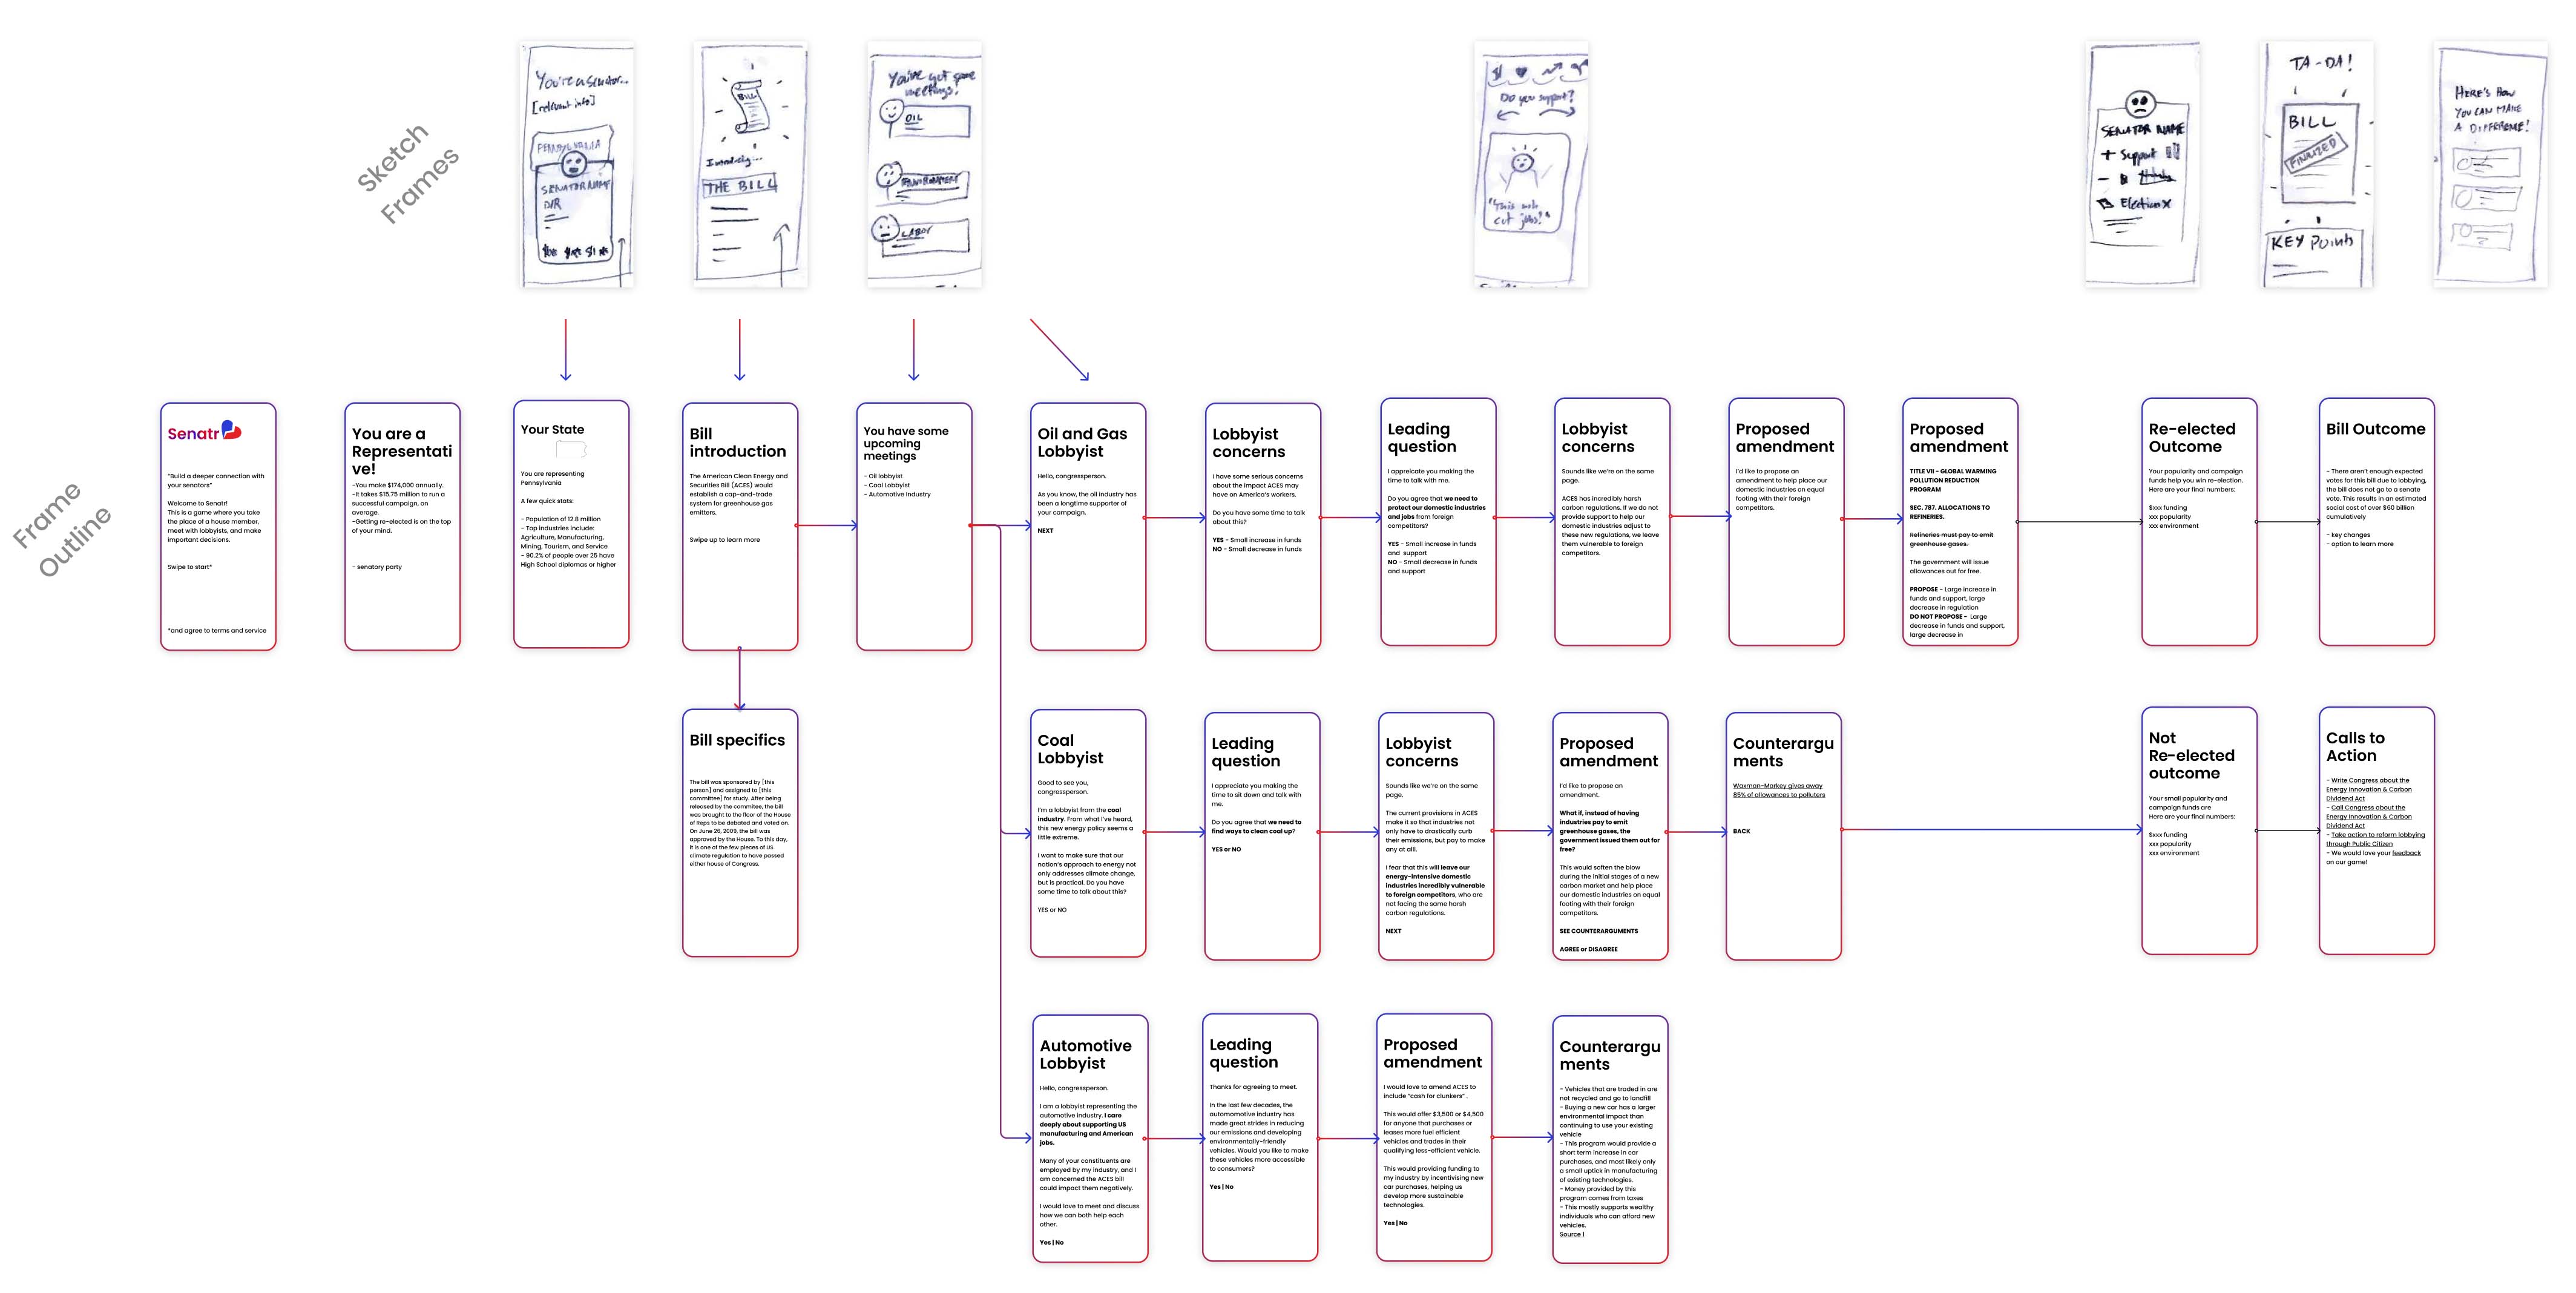 Sketch
Frames
You're a senator...
[relevant info]
PENNSYLVANIA
SENATOR NAME
D/R
BILL
Introducing...
THE BILL
You've got some
meetings!
OIL
ENVIRONMENT
LABOR
Do you support?
"This will
cut jobs!"
SENATOR NAME
+ Support
-
Election
TA-DA!
BILL
FINALIZED
KEY Points
HERE'S HOW
YOU CAN MAKE
A DIFFERENCE!
Frame
Outline
Senatr
"Build a deeper connection with
your senators"
Welcome to Senatr!
This is a game where you take
the place of a house member,
meet with lobbyists, and make
important decisions.
Swipe to start*
*and agree to terms and service
You are a
Representati
ve!
-You make $174,000 annually.
-It takes $15.75 million to run a
successful campaign, on
average.
-Getting re-elected is on the top
of your mind.
- senatory party
Your State
You are representing
Pennsylvania
A few quick stats:
- Population of 12.8 million
- Top industries include:
Agriculture, Manufacturing,
Mining, Tourism, and Service
- 90.2% of people over 25 have
High School diplomas or higher
Bill
introduction
The American Clean Energy and
Securities Bill (ACES) would
establish a cap-and-trade
system for greenhouse gas
emitters.
Swipe up to learn more
You have some
upcoming
meetings
- Oil lobbyist
- Coal Lobbyist
- Automotive Industry
Oil and Gas
Lobbyist
Hello, congressperson.
As you know, the oil industry has
been a longtime supporter of
your campaign.
NEXT
Lobbyist
concerns
I have some serious concerns
about the impact ACES may
have on America's workers.
Do you have some time to talk
about this?
YES - Small increase in funds
NO - Small decrease in funds
Leading
question
I appreicate you making the
time to talk with me.
Do you agree that we need to
protect our domestic industries
and jobs from foreign
competitors?
YES - Small increase in funds
and support
NO - Small decrease in funds
and support
Lobbyist
concerns
Sounds like we're on the same
page.
ACES has incredibly harsh
carbon regulations. If we do not
provide support to help our
domestic industries adjust to
these new regulations, we leave
them vulnerable to foreign
competitors.
Proposed
amendment
I'd like to propose an
amendment to help place our
domestic industries on equal
footing with their foreign
competitors.
Proposed
amendment
TITLE VII - GLOBAL WARMING
POLLUTION REDUCTION
PROGRAM
SEC. 787. ALLOCATIONS TO
REFINERIES.
Refineries must pay to emit
greenhouse gases.
The government will issue
allowances out for free.
PROPOSE - Large increase in
funds and support, large
decrease in regulation
DO NOT PROPOSE - Large
decrease in funds and support,
large decrease in
Re-elected
Outcome
Your popularity and campaign
funds help you win re-election.
Here are your final numbers:
$xxx funding
xxx popularity
xxx environment
Bill Outcome
- There aren't enough expected
votes for this bill due to lobbying,
the bill does not go to a senate
vote. This results in an estimated
social cost of over $60 billion
cumulatively
- key changes
- option to learn more
Bill specifics
The bill was sponsored by [this
person] and assigned to [this
committee] for study. After being
released by the commitee, the bill
was brought to the floor of the House
of Reps to be debated and voted on.
On June 26, 2009, the bill was
approved by the House. To this day,
it is one of the few pieces of US
climate regulation to have passed
either house of Congress.
Coal
Lobbyist
Good to see you,
congressperson.
I'm a lobbyist from the coal
industry. From what I've heard,
this new energy policy seems a
little extreme.
I want to make sure that our
nation's approach to energy not
only addresses climate change,
but is practical. Do you have
some time to talk about this?
YES or NO
Leading
question
I appreciate you making the
time to sit down and talk with
me.
Do you agree that we need to
find ways to clean coal up?
YES or NO
Lobbyist
concerns
Sounds like we're on the same
page.
The current provisions in ACES
make it so that industries not
only have to drastically curb
their emissions, but pay to make
any at all!
I fear that this will leave our
energy-intensive domestic
industries incredibly vulnerable
to foreign competitors, who are
not facing the same harsh
carbon regulations.
NEXT
Proposed
amendment
I'd like to propose an
amendment.
What if, instead of having
industries pay to emit
greenhouse gases, the
government issued them out for
free?
This would soften the blow
during the initial stages of a new
carbon market and help place
our domestic industries on equal
footing with their foreign
competitors.
SEE COUNTERARGUMENTS
AGREE or DISAGREE
Counterargu
ments
Waxman-Markey gives away
85% of allowances to polluters
BACK
Not
Re-elected
outcome
Your small popularity and
campaign funds are
Here are your final numbers:
$xxx funding
xxx popularity
xxx environment
Calls to
Action
- Write Congress about the
Energy Innovation & Carbon
Dividend Act
- Call Congress about the
Energy Innovation & Carbon
Dividend Act
- Take action to reform lobbying
through Public Citizen
- We would love your feedback
on our game!
Automotive
Lobbyist
Hello, congressperson.
I am a lobbyist representing the
automotive industry. I care
deeply about supporting US
manufacturing and American
jobs.
Many of your constituents are
employed by my industry, and I
am concerned the ACES bill
could impact them negatively.
I would love to meet and discuss
how we can both help each
other.
Yes | No
Leading
question
Thanks for agreeing to meet.
In the last few decades, the
automomotive industry has
made great strides in reducing
our emissions and developing
environmentally-friendly
vehicles. Would you like to make
these vehicles more accessible
to consumers?
Yes | No
Proposed
amendment
I would love to amend ACES to
include "cash for clunkers" .
This would offer $3,500 or $4,500
for anyone that purchases or
leases more fuel efficient
vehicles and trades in their
qualifying less-efficient vehicle.
This would providing funding to
my industry by incentivising new
car purchases, helping us
develop more sustainable
technologies.
Yes | No
Counterargu
ments
- Vehicles that are traded in are
not recycled and go to landfill
- Buying a new car has a larger
environmental impact than
continuing to use your existing
vehicle
- This program would provide a
short term increase in car
purchases, and most likely only
a small uptick in manufacturing
of existing technologies.
- Money provided by this
program comes from taxes
- This mostly supports wealthy
individuals who can afford new
vehicles.
Source 1